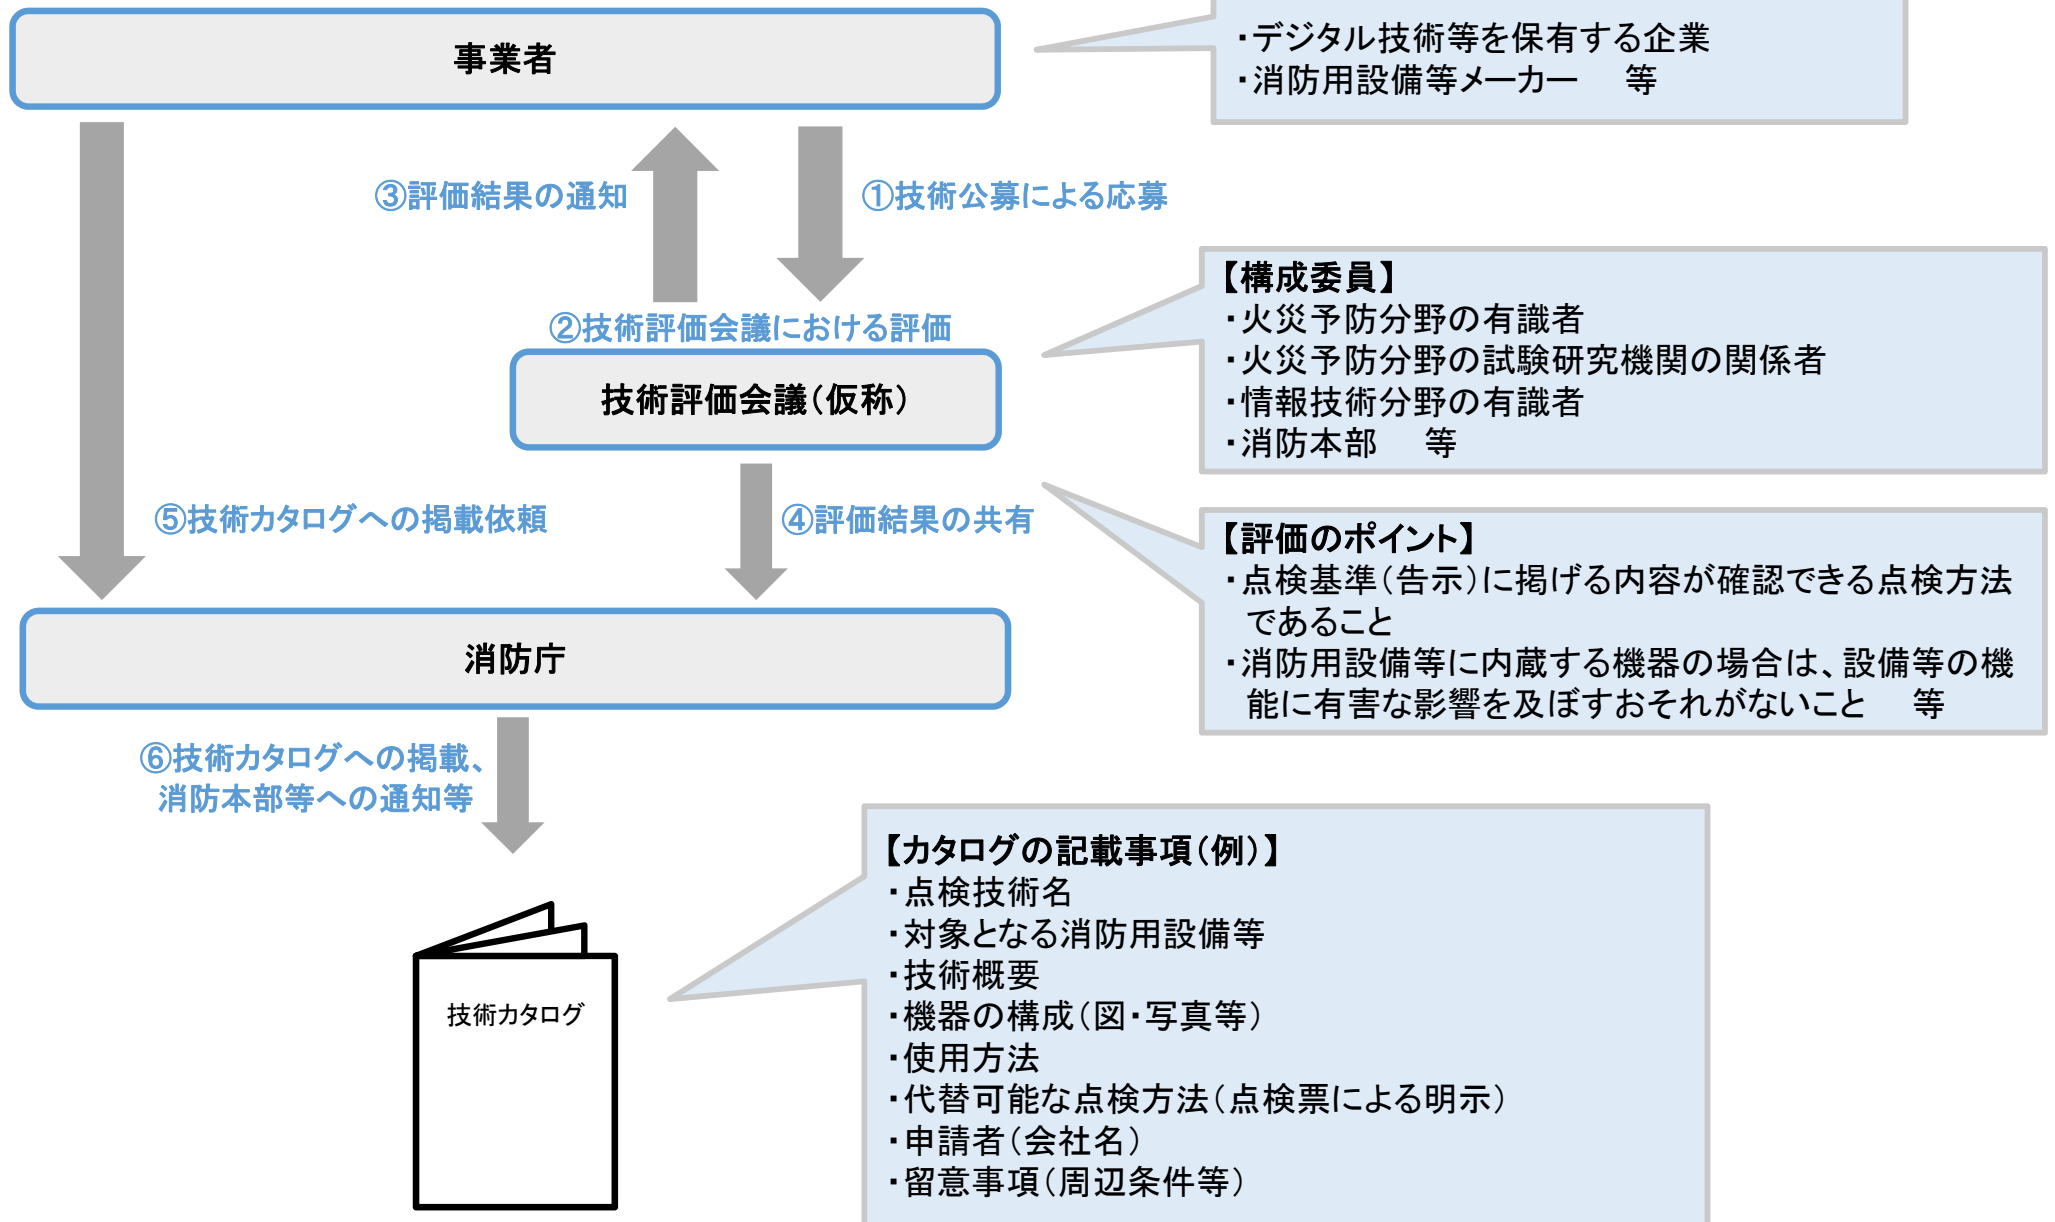 事業者
・デジタル技術等を保有する企業
・消防用設備等メーカー　等
③評価結果の通知
①技術公募による応募
②技術評価会議における評価
技術評価会議（仮称）
【構成委員】
・火災予防分野の有識者
・火災予防分野の試験研究機関の関係者
・情報技術分野の有識者
・消防本部　等
⑤技術カタログへの掲載依頼
④評価結果の共有
【評価のポイント】
・点検基準（告示）に掲げる内容が確認できる点検方法
であること
・消防用設備等に内蔵する機器の場合は、設備等の機
能に有害な影響を及ぼすおそれがないこと　等
消防庁
⑥技術カタログへの掲載、
消防本部等への通知等
技術カタログ
【カタログの記載事項（例）】
・点検技術名
・対象となる消防用設備等
・技術概要
・機器の構成（図・写真等）
・使用方法
・代替可能な点検方法（点検票による明示）
・申請者（会社名）
・留意事項（周辺条件等）